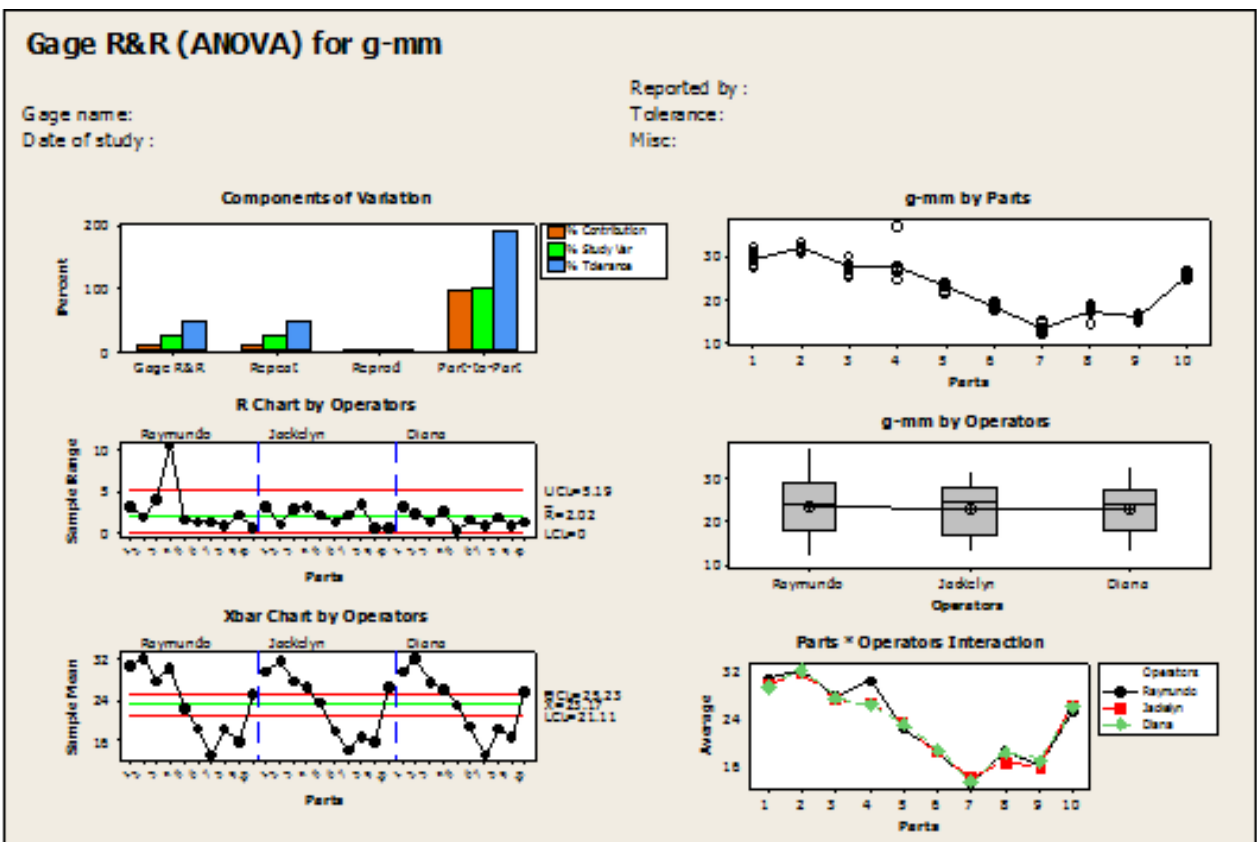 Gage R&R (ANOVA) for g-mm
Reported by :
Gage name:
Tolerance:
Date of study :
Misc:
Components of Variation
200
100
0
Percent
% Contribution
% Study Var
% Tolerance
Gage R&R
Repeat
Reprod
Part-to-Part
g-mm by Parts
30
20
10
1 2 3 4 5 6 7 8 9 10
Parts
R Chart by Operators
Raymundo
Jackelyn
Diana
10
5
0
Sample Range
UCL=5.19
R=2.02
LCL=0
Parts
g-mm by Operators
30
20
10
Raymundo
Jackelyn
Diana
Operators
Xbar Chart by Operators
Raymundo
Jackelyn
Diana
32
24
16
Sample Mean
LCL=21.11
Parts
Parts * Operators Interaction
32
24
16
Average
1 2 3 4 5 6 7 8 9 10
Parts
Operators
Raymundo
Jackelyn
Diana